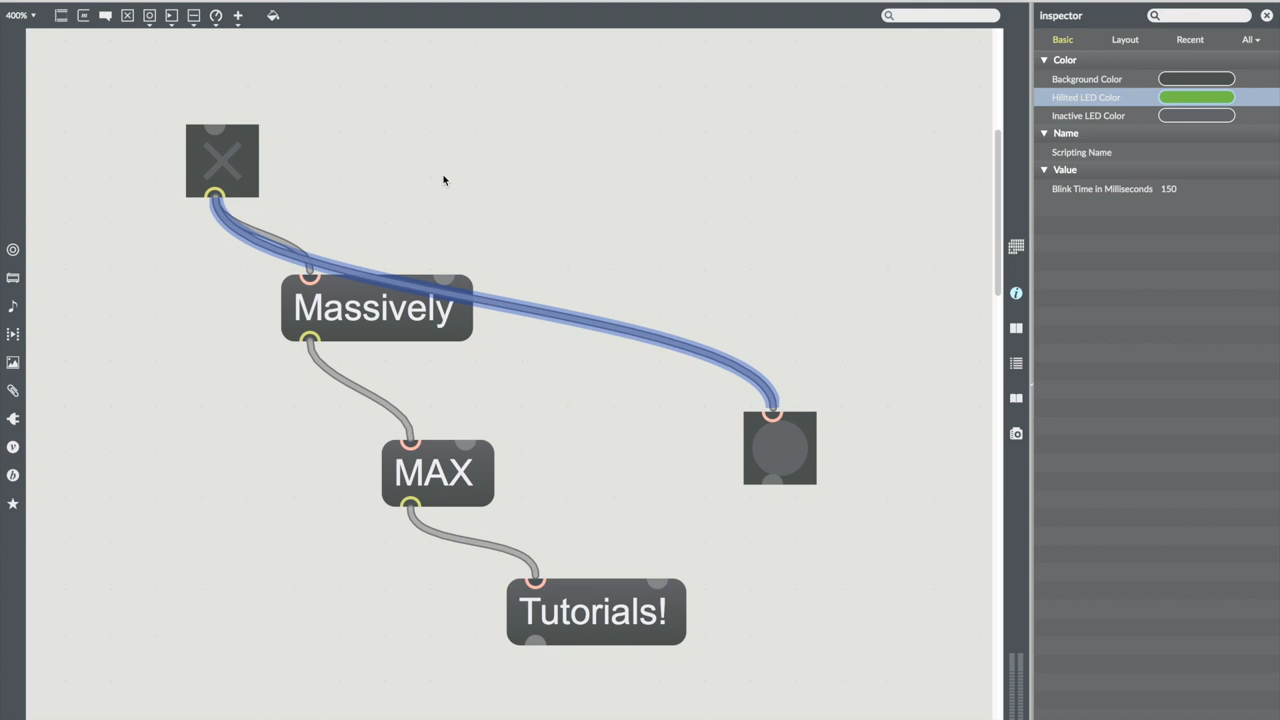 400%
Massively
MAX
Tutorials!
inspector
Basic
Layout
Recent
All
Color
Background Color
Hilited LED Color
Inactive LED Color
Name
Scripting Name
Value
Blink Time in Milliseconds 150